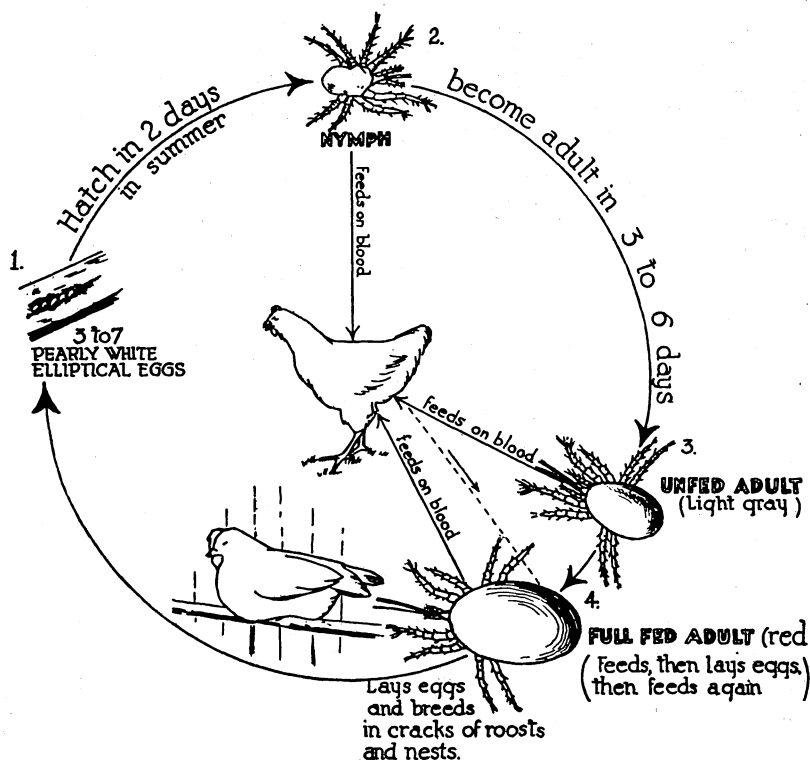 1.
3 to 7
PEARLY WHITE
ELLIPTICAL EGGS
Hatch in 2 days
in summer
2.
NYMPH
feeds on blood
become adult in 3 to 6 days
3.
UNFED ADULT
(Light gray)
feeds on blood
feeds on blood
4.
FULL FED ADULT (red
(Feeds, then lays eggs,
then feeds again)
Lays eggs
and breeds
in cracks of roosts
and nests.